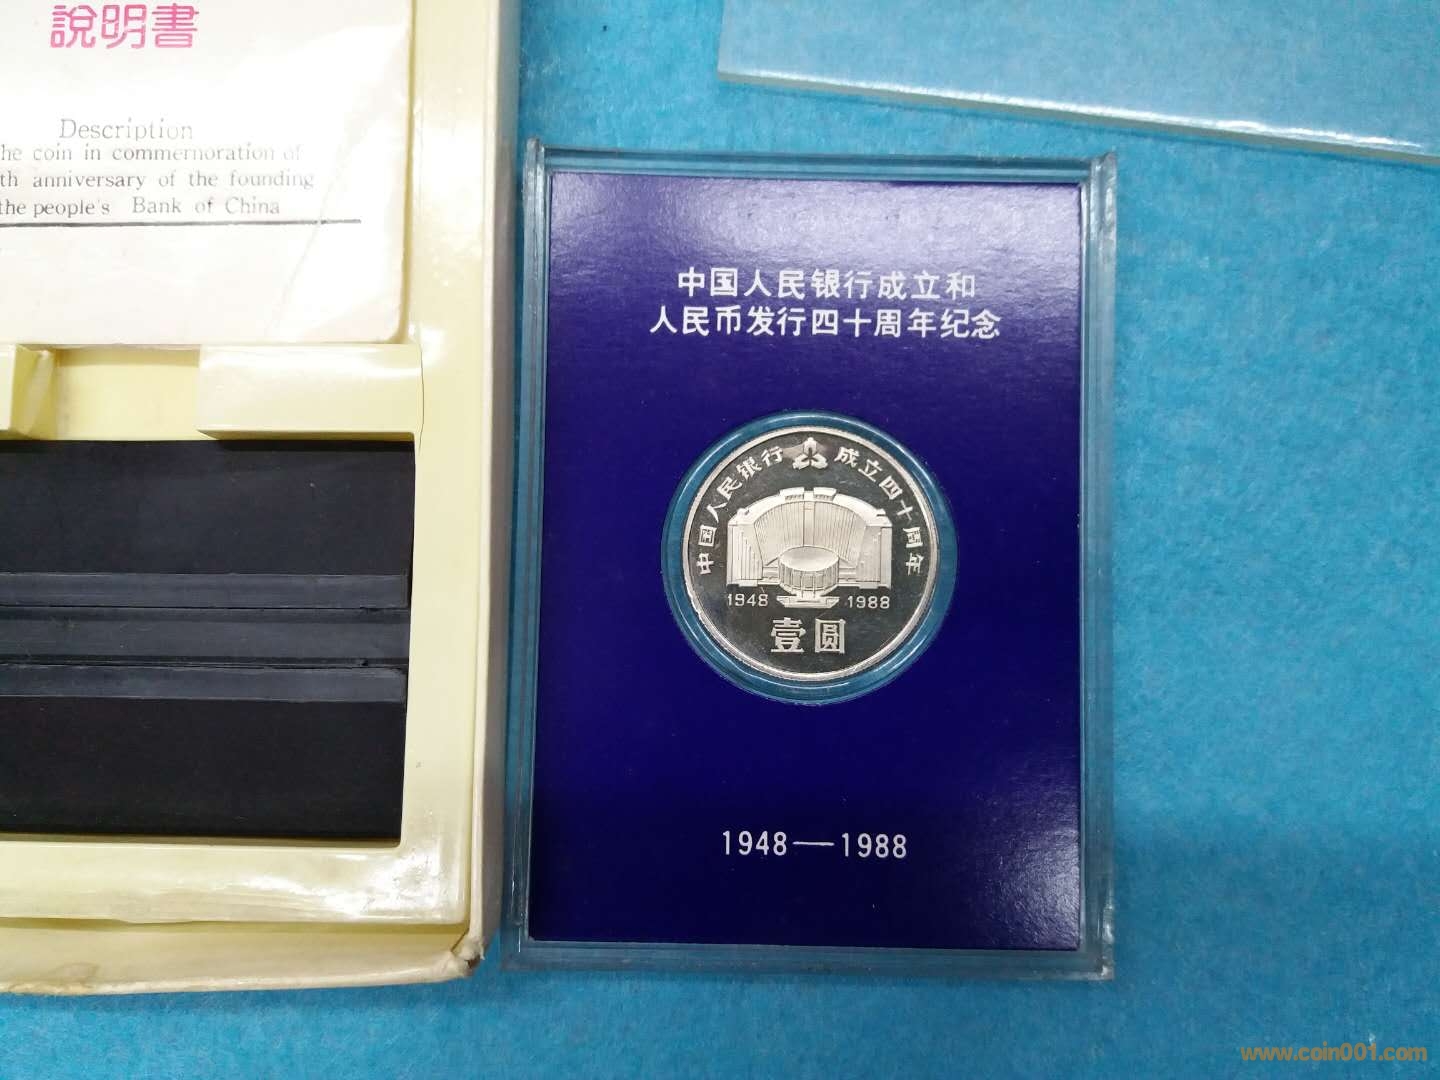 說明書
Description
he coin in commernoration of
th anniversary of the founding
the people's Bank of China
中国人民银行成立和
人民币发行四十周年纪念
中国人民银行 成立四十周年
1948 1988
壹圆
1948—1988
www.coin001.com